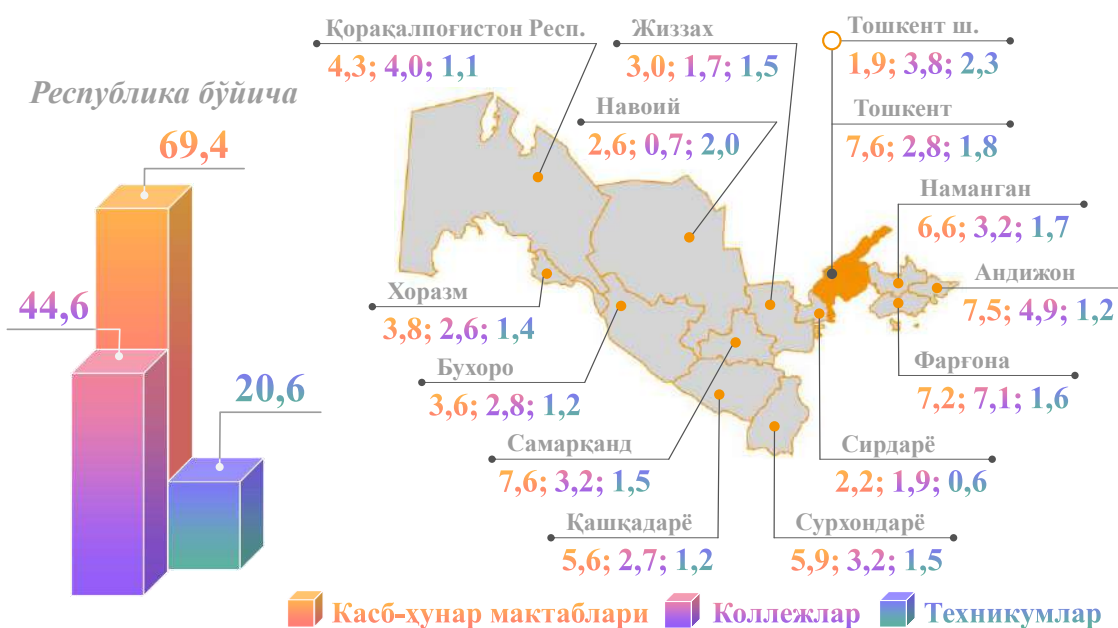 Республика бўйича
69,4
44,6
20,6
Қорақалпоғистон Респ.
4,3; 4,0; 1,1
Жиззах
3,0; 1,7; 1,5
Тошкент ш.
1,9; 3,8; 2,3
Навоий
2,6; 0,7; 2,0
Тошкент
7,6; 2,8; 1,8
Наманган
6,6; 3,2; 1,7
Андижон
7,5; 4,9; 1,2
Хоразм
3,8; 2,6; 1,4
Бухоро
3,6; 2,8; 1,2
Фарғона
7,2; 7,1; 1,6
Самарқанд
7,6; 3,2; 1,5
Сирдарё
2,2; 1,9; 0,6
Қашқадарё
5,6; 2,7; 1,2
Сурхондарё
5,9; 3,2; 1,5
Касб-ҳунар мактаблари
Коллежлар
Техникумлар